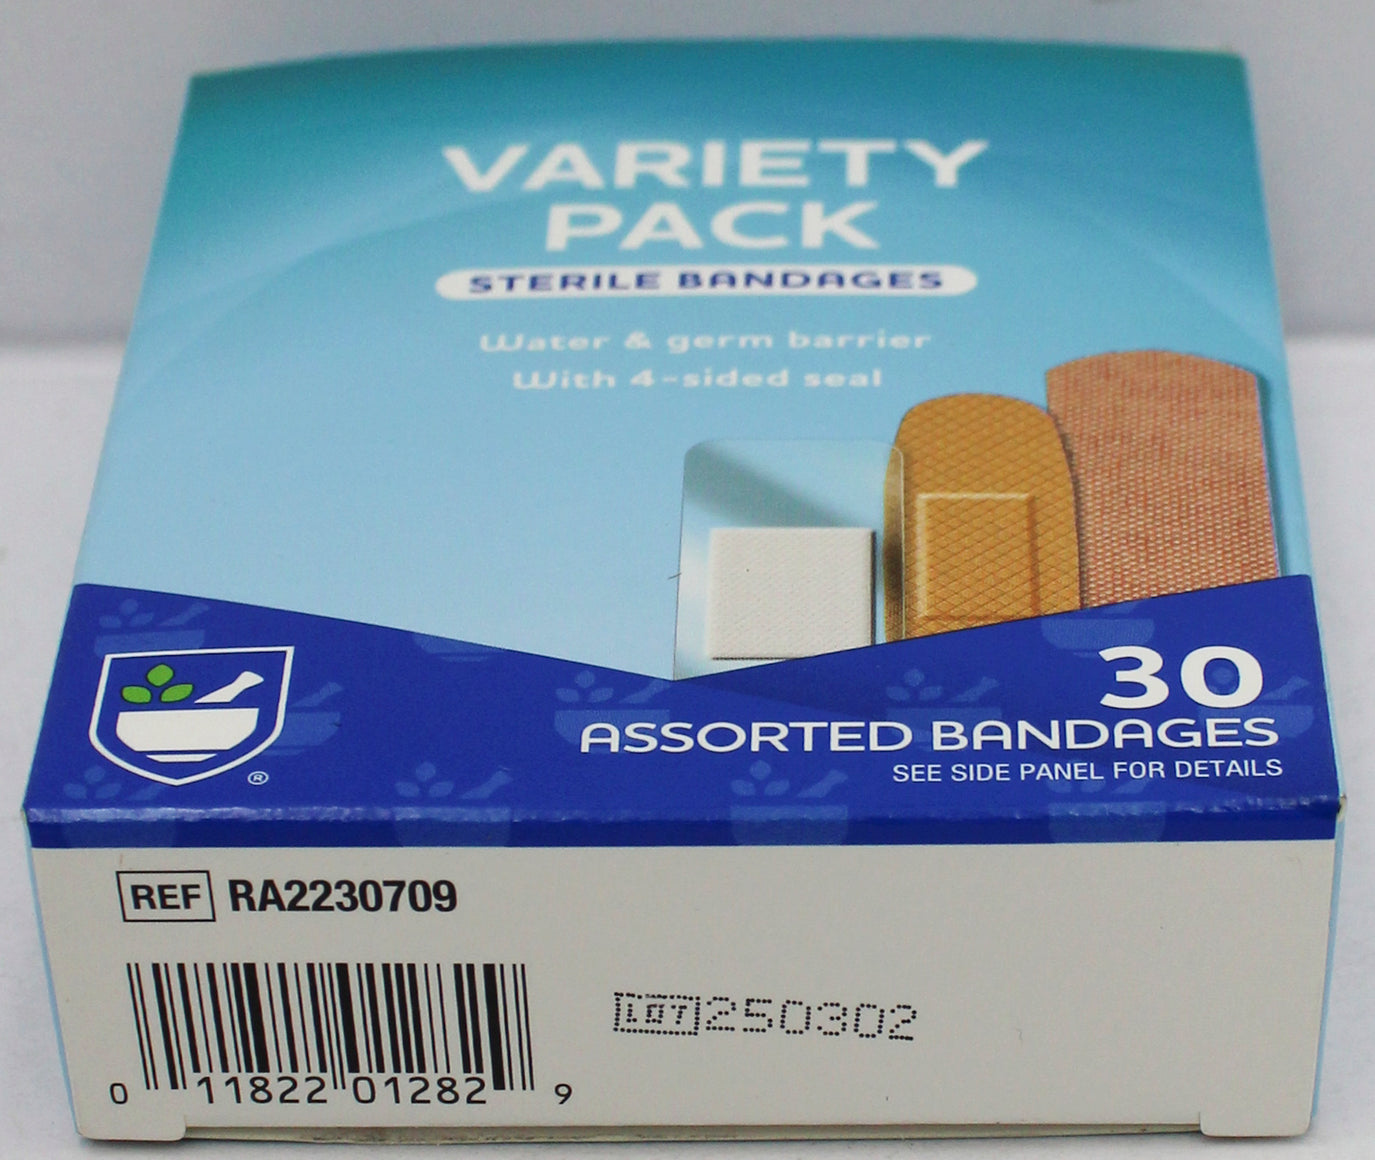 VARIETY
PACK
STERILE BANDAGES
Water & germ barrier
With 4-sided seal
30
ASSORTED BANDAGES
SEE SIDE PANEL FOR DETAILS
®
REF RA2230709
LOT 250302
0 11822 01282 9